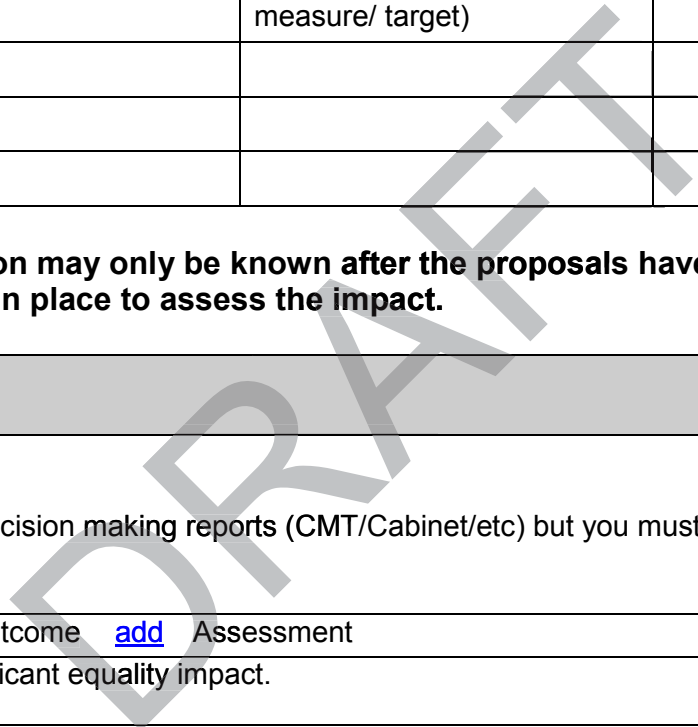 measure/ target)
on may only be known after the proposals have
n place to assess the impact.
cision making reports (CMT/Cabinet/etc) but you must
tcome add Assessment
icant equality impact.
DRAFT